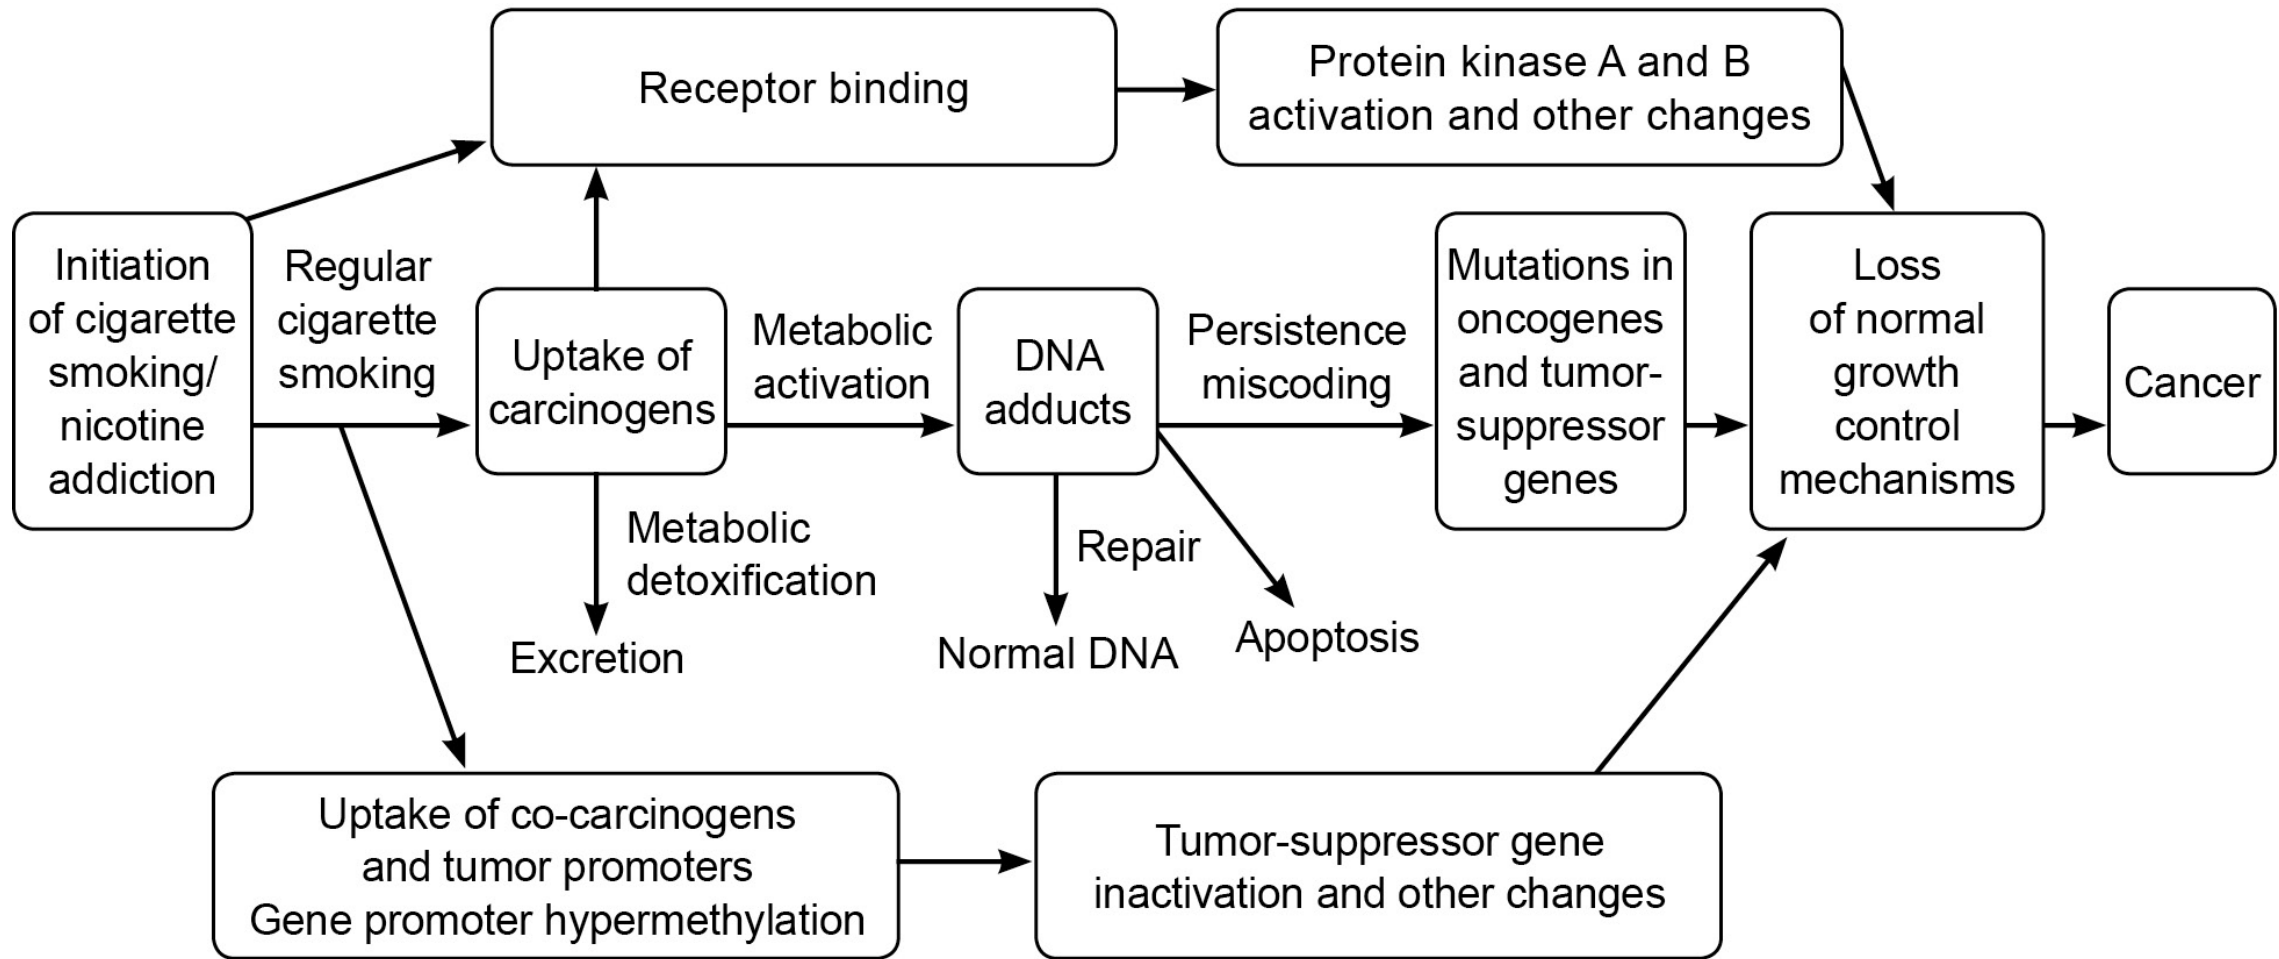 Receptor binding
Protein kinase A and B
activation and other changes
Initiation
of cigarette
smoking/
nicotine
addiction
Regular
cigarette
smoking
Uptake of
carcinogens
Metabolic
activation
DNA
adducts
Persistence
miscoding
Mutations in
oncogenes
and tumor-
suppressor
genes
Loss
of normal
growth
control
mechanisms
Cancer
Metabolic
detoxification
Excretion
Repair
Normal DNA
Apoptosis
Uptake of co-carcinogens
and tumor promoters
Gene promoter hypermethylation
Tumor-suppressor gene
inactivation and other changes